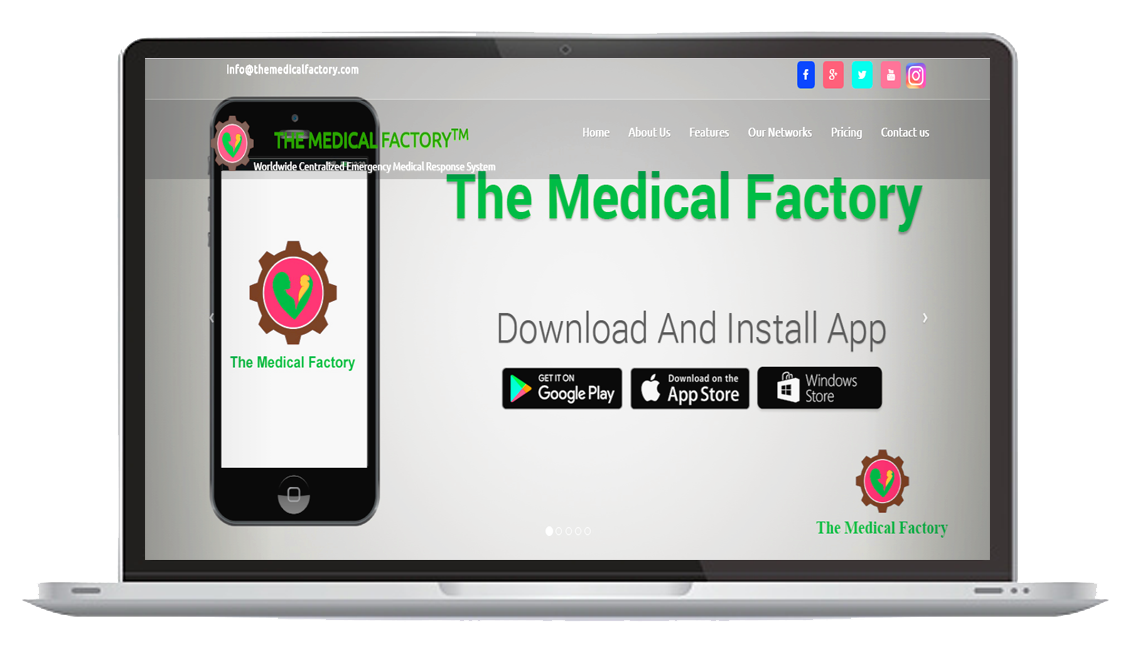 Info@themedicalfactory.com
THE MEDICAL FACTORY™
Worldwide Centralized Emergency Medical Response System
Home About Us Features Our Networks Pricing Contact us
The Medical Factory
The Medical Factory
Download And Install App
GET IT ON
Google Play
Download on the
App Store
Windows
Store
The Medical Factory